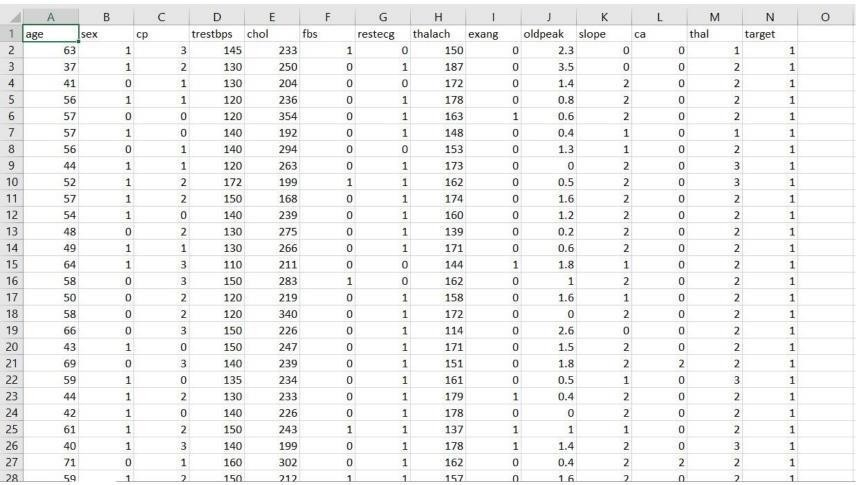 A B C D E F G H I J K L M N O
1 age sex cp trestbps chol fbs restecg thalach exang oldpeak slope ca thal target
2 63 1 3 145 233 1 0 150 0 2.3 0 0 1 1
3 37 1 2 130 250 0 1 187 0 3.5 0 0 2 1
4 41 0 1 130 204 0 0 172 0 1.4 2 0 2 1
5 56 1 1 120 236 0 1 178 0 0.8 2 0 2 1
6 57 0 0 120 354 0 1 163 1 0.6 2 0 2 1
7 57 1 0 140 192 0 1 148 0 0.4 1 0 1 1
8 56 0 1 140 294 0 0 153 0 1.3 1 0 2 1
9 44 1 1 120 263 0 1 173 0 0 2 0 3 1
10 52 1 2 172 199 1 1 162 0 0.5 2 0 3 1
11 57 1 2 150 168 0 1 174 0 1.6 2 0 2 1
12 54 1 0 140 239 0 1 160 0 1.2 2 0 2 1
13 48 0 2 130 275 0 1 139 0 0.2 2 0 2 1
14 49 1 1 130 266 0 1 171 0 0.6 2 0 2 1
15 64 1 3 110 211 0 0 144 1 1.8 1 0 2 1
16 58 0 3 150 283 1 0 162 0 1 2 0 2 1
17 50 0 2 120 219 0 1 158 0 1.6 1 0 2 1
18 58 0 2 120 340 0 1 172 0 0 2 0 2 1
19 66 0 3 150 226 0 1 114 0 2.6 0 0 2 1
20 43 1 0 150 247 0 1 171 0 1.5 2 0 2 1
21 69 0 3 140 239 0 1 151 0 1.8 2 2 2 1
22 59 1 0 135 234 0 1 161 0 0.5 1 0 3 1
23 44 1 2 130 233 0 1 179 1 0.4 2 0 2 1
24 42 1 0 140 226 0 1 178 0 0 2 0 2 1
25 61 1 2 150 243 1 1 137 1 1 1 0 2 1
26 40 1 3 140 199 0 1 178 1 1.4 2 0 3 1
27 71 0 1 160 302 0 1 162 0 0.4 2 2 2 1
28 59 1 2 150 212 1 1 157 0 1.6 2 0 2 1